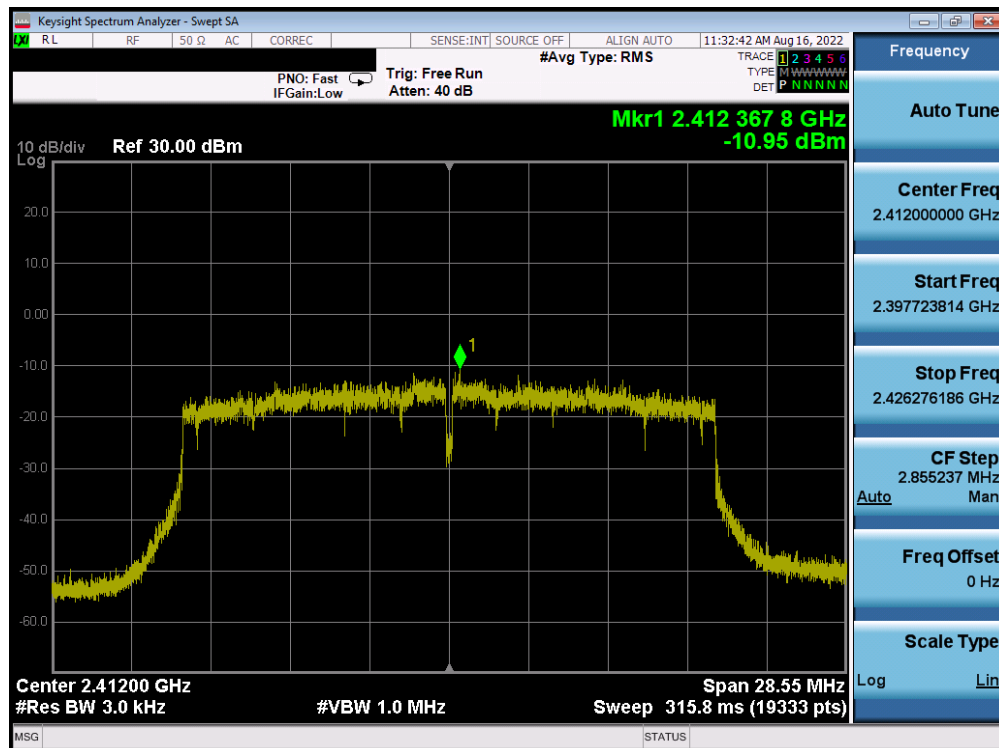 Keysight Spectrum Analyzer - Swept SA
LXI RL RF 50 Ω AC CORREC SENSE:INT SOURCE OFF ALIGN AUTO 11:32:42 AM Aug 16, 2022
#Avg Type: RMS
TRACE 1 2 3 4 5 6
PNO: Fast Trig: Free Run
TYPE M W W W W W
IFGain:Low Atten: 40 dB
DET P N N N N N
Mkr1 2.412 367 8 GHz
-10.95 dBm
10 dB/div Ref 30.00 dBm
Log
20.0
10.0
0.00
1
-10.0
-20.0
-30.0
-40.0
-50.0
-60.0
Center 2.41200 GHz Span 28.55 MHz
#Res BW 3.0 kHz #VBW 1.0 MHz Sweep 315.8 ms (19333 pts)
MSG STATUS
Frequency
Auto Tune
Center Freq
2.412000000 GHz
Start Freq
2.397723814 GHz
Stop Freq
2.426276186 GHz
CF Step
2.855237 MHz
Auto Man
Freq Offset
0 Hz
Scale Type
Log Lin